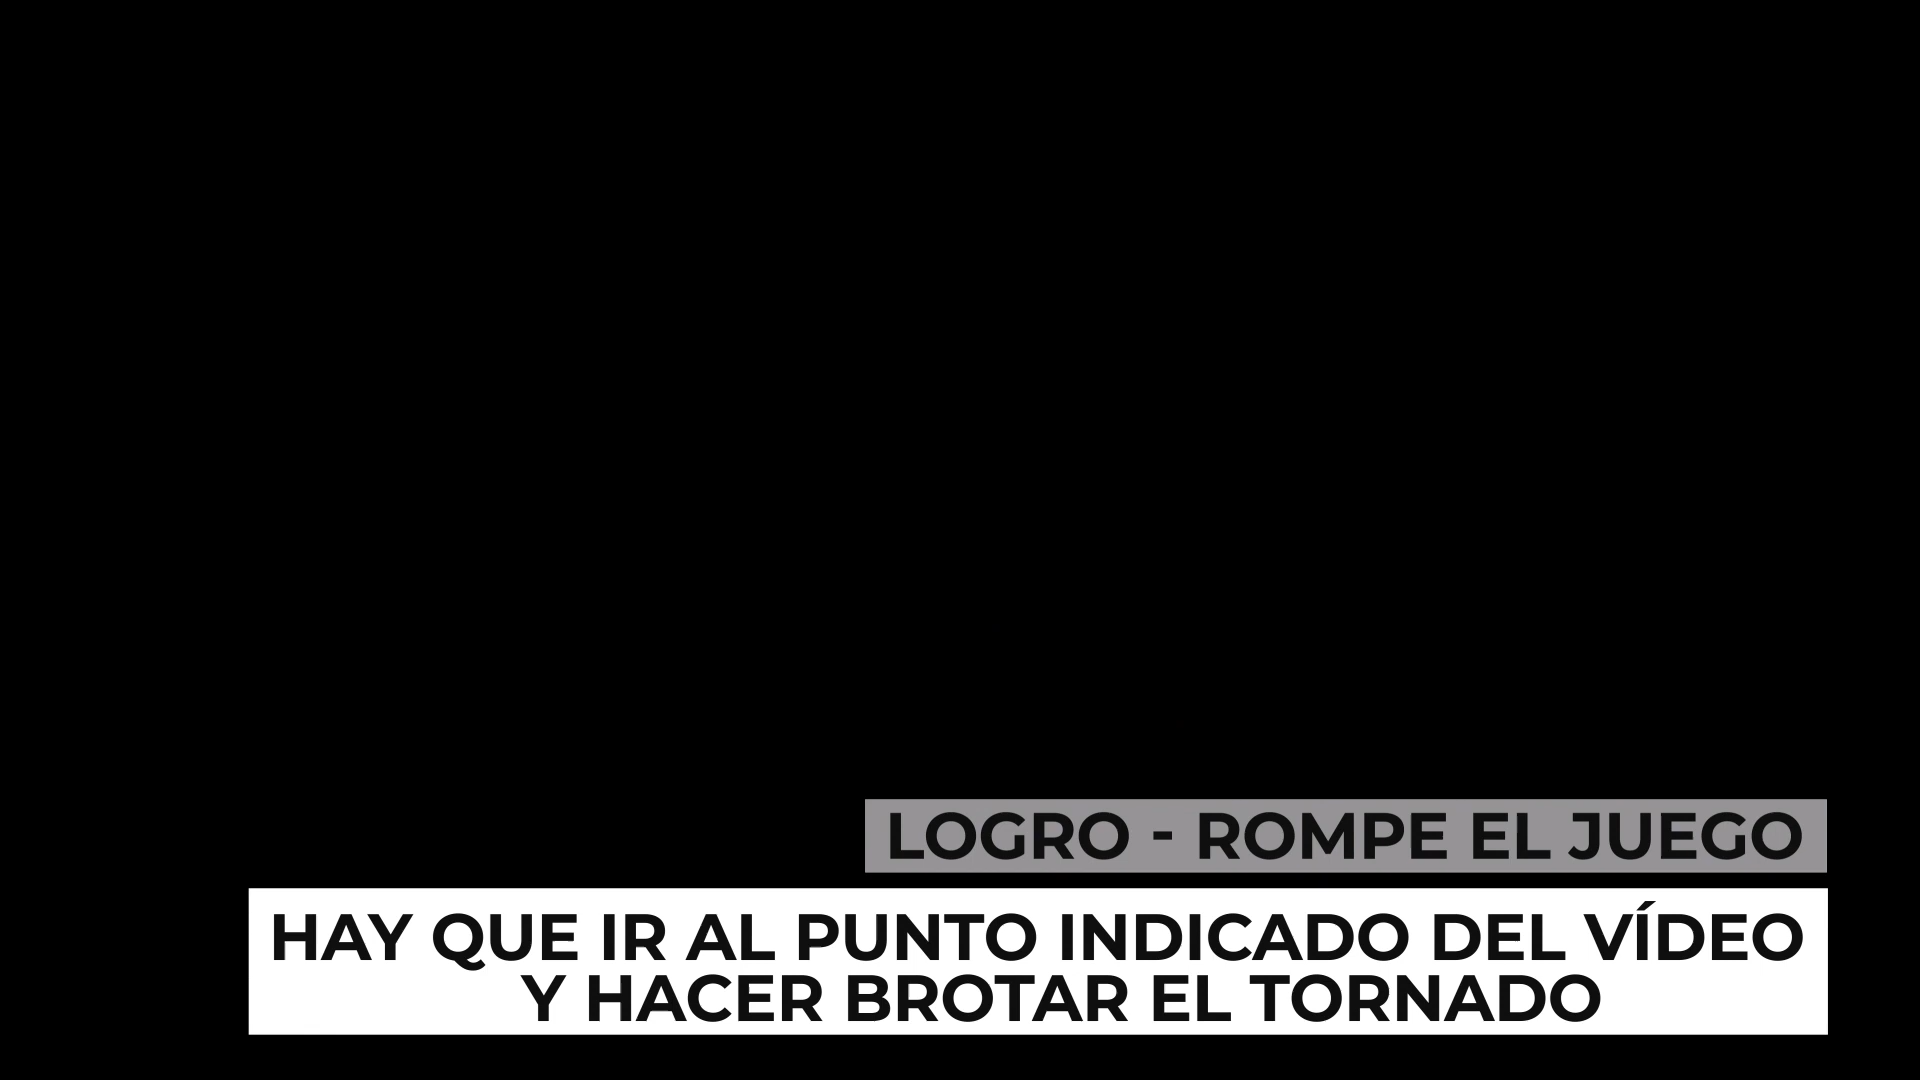 LOGRO - ROMPE EL JUEGO
HAY QUE IR AL PUNTO INDICADO DEL VÍDEO
Y HACER BROTAR EL TORNADO